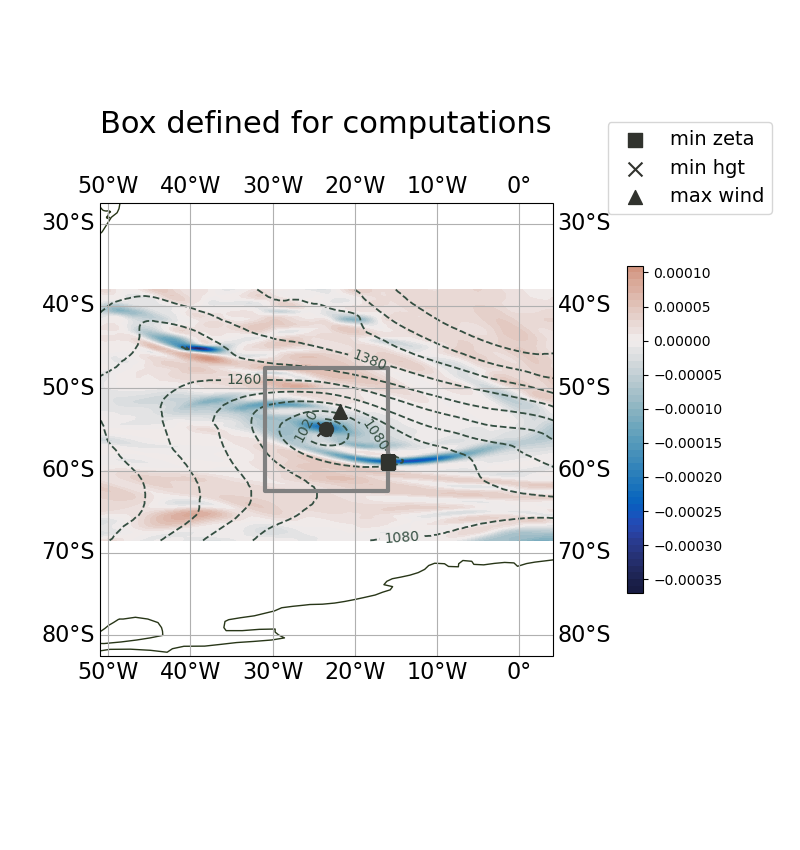 Box defined for computations
min zeta
min hgt
max wind
50°W 40°W 30°W 20°W 10°W 0°
30°S 30°S
40°S 40°S
50°S 50°S
60°S 60°S
70°S 70°S
80°S 80°S
50°W 40°W 30°W 20°W 10°W 0°
1380
1260
1020
1080
1080
0.00010
0.00005
0.00000
−0.00005
−0.00010
−0.00015
−0.00020
−0.00025
−0.00030
−0.00035